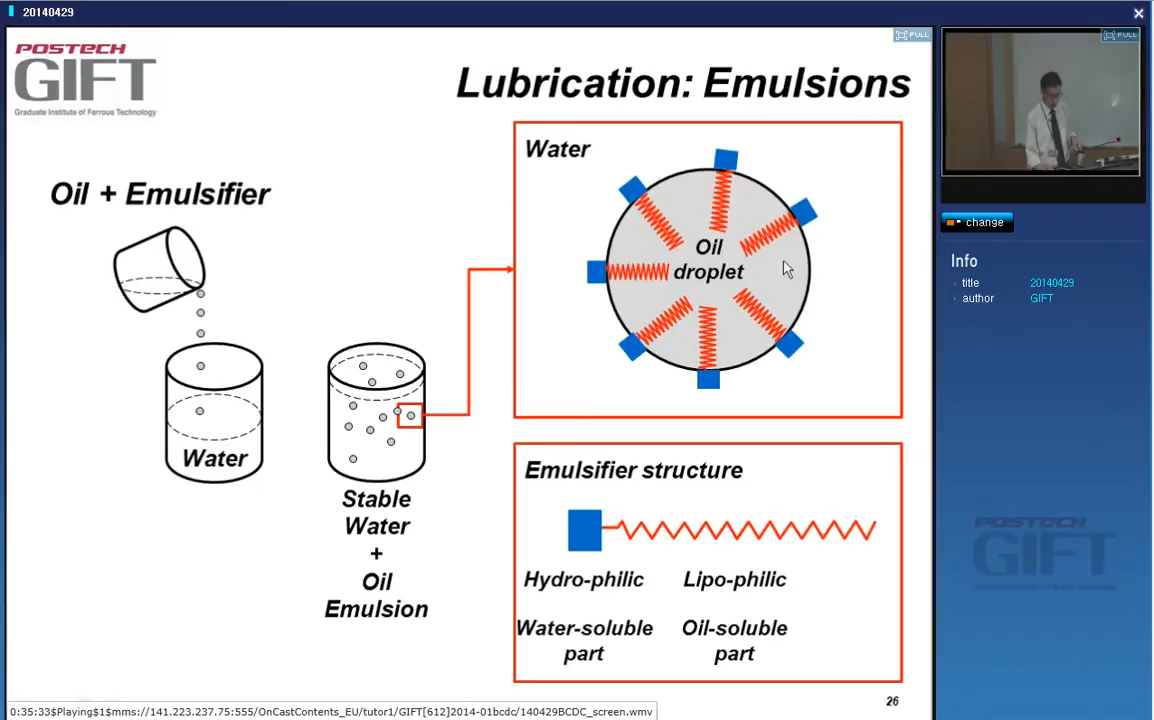 20140429
POSTECH
GIFT
Graduate Institute of Ferrous Technology
FULL
Lubrication: Emulsions
Oil + Emulsifier
Water
Stable
Water
+
Oil
Emulsion
Water
Oil
droplet
Emulsifier structure
Hydro-philic Lipo-philic
Water-soluble Oil-soluble
part part
26
FULL
change
Info
title 20140429
author GIFT
POSTECH
GIFT
0:35:33$Playing$1$mms://141.223.237.75:555/OnCastContents_EU/tutor1/GIFT[612]2014-01bcdc/140429BCDC_screen.wmv